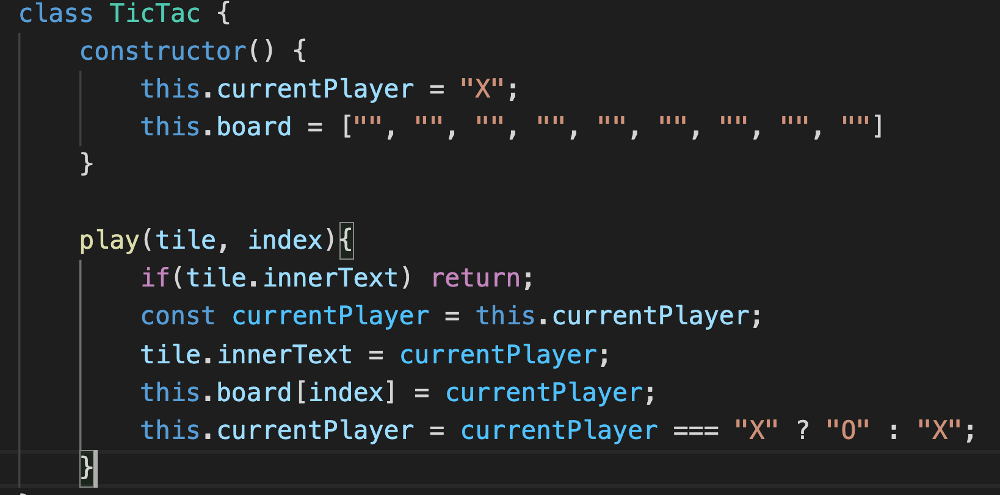 class TicTac {
    constructor() {
        this.currentPlayer = "X";
        this.board = ["", "", "", "", "", "", "", "", ""]
    }

    play(tile, index){
        if(tile.innerText) return;
        const currentPlayer = this.currentPlayer;
        tile.innerText = currentPlayer;
        this.board[index] = currentPlayer;
        this.currentPlayer = currentPlayer === "X" ? "O" : "X";
    }